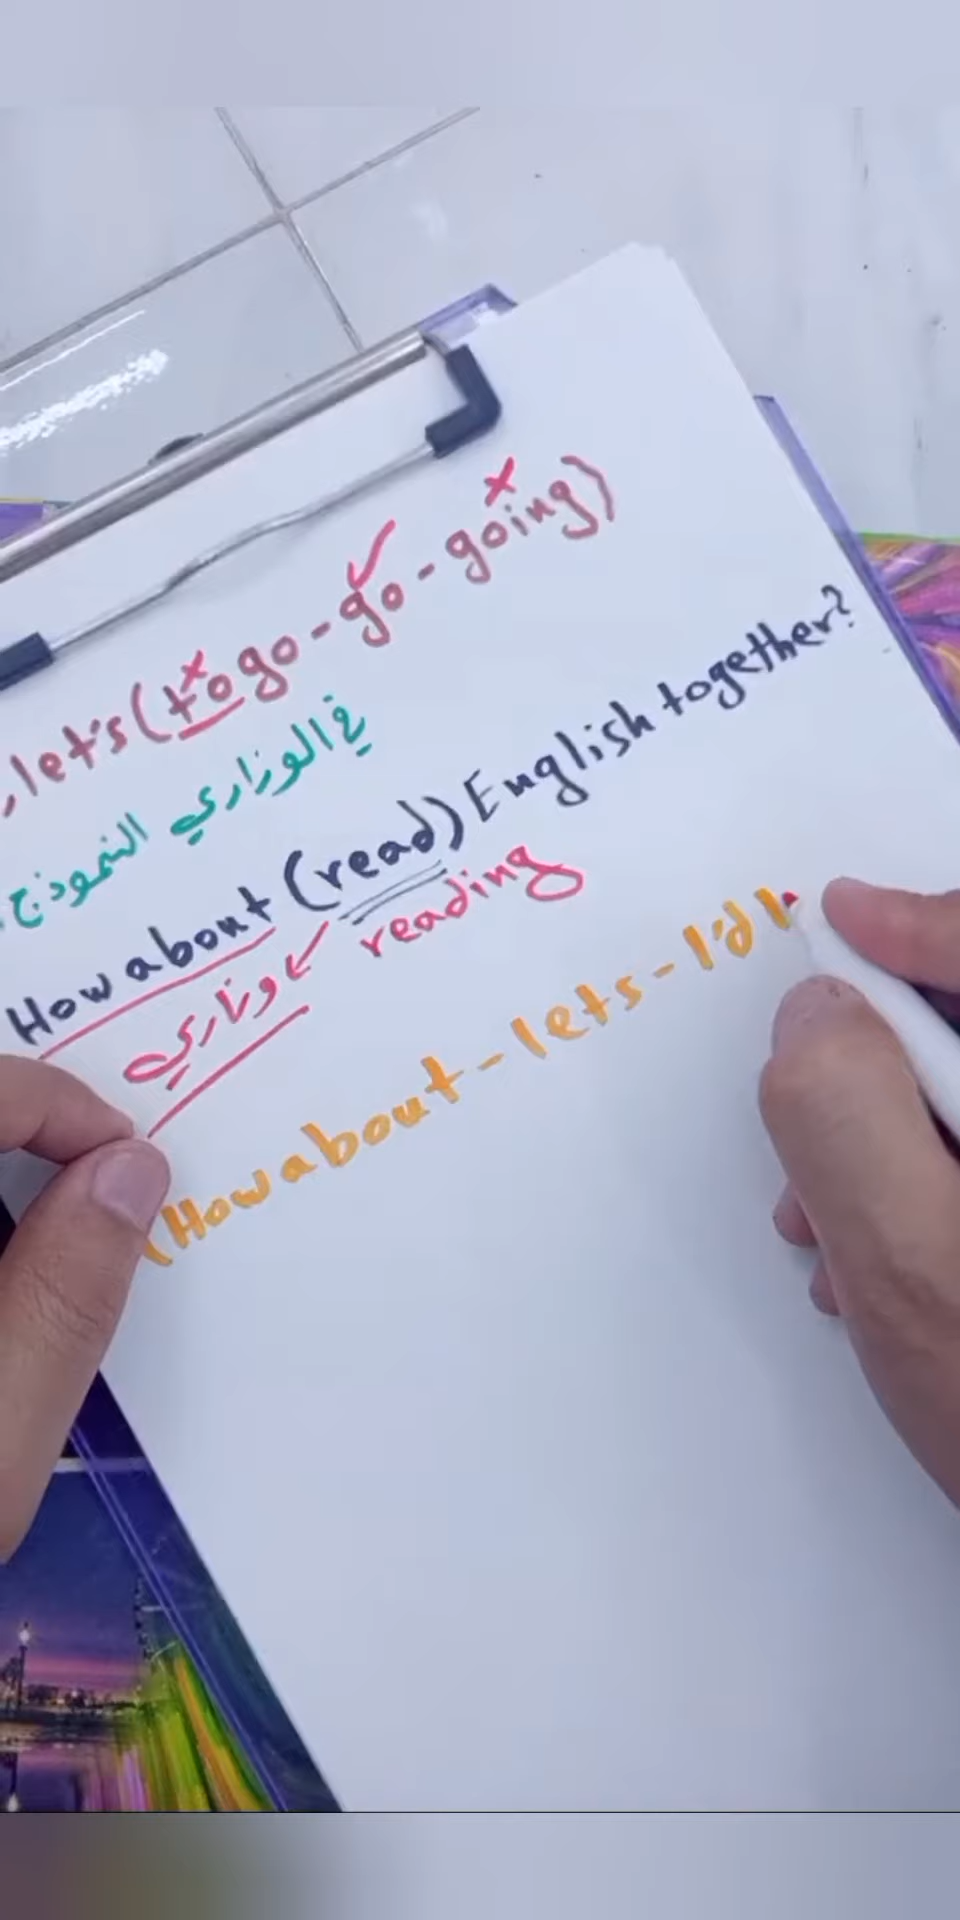 , let's (to go - go - going)
في الوزاري النموذج
How about (read) English together?
وزاري reading
(How about - lets - I'd l